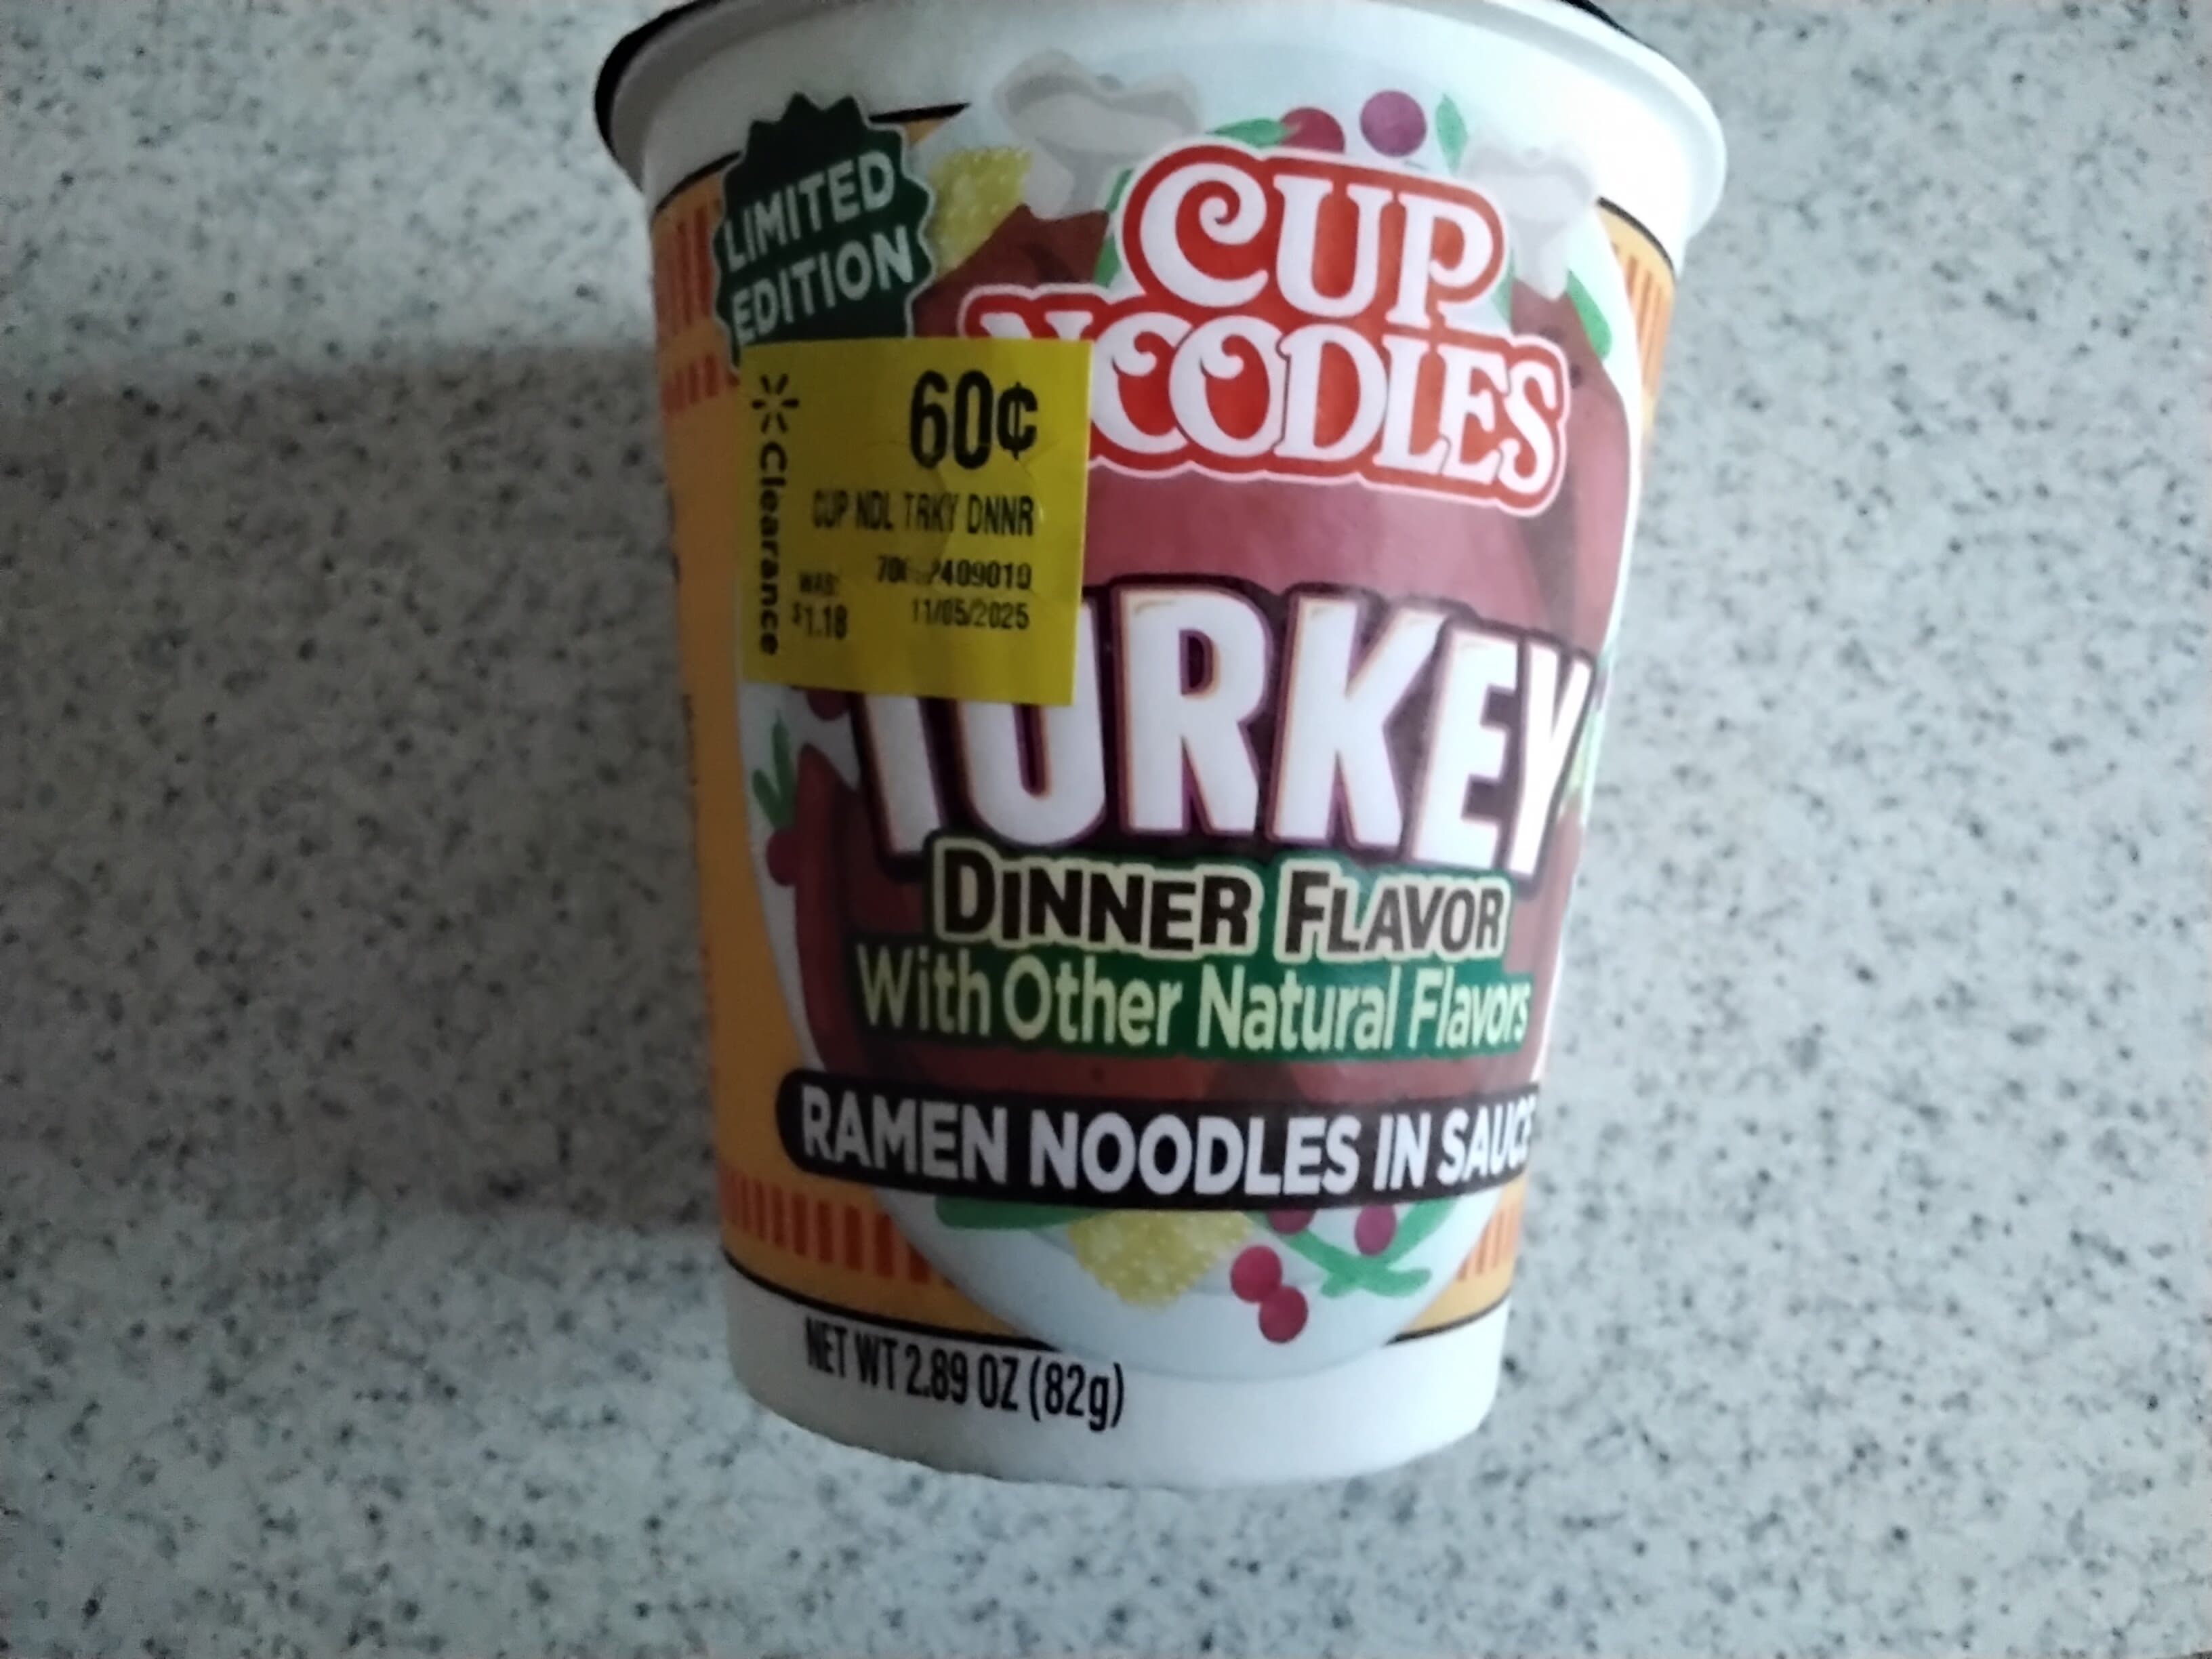 LIMITED
EDITION
CUP
NOODLES
60¢
CUP NDL TRKY DNNR
WAS:
$1.18
11/05/2025
Clearance
TURKEY
DINNER FLAVOR
With Other Natural Flavors
RAMEN NOODLES IN SAUCE
NET WT 2.89 OZ (82g)